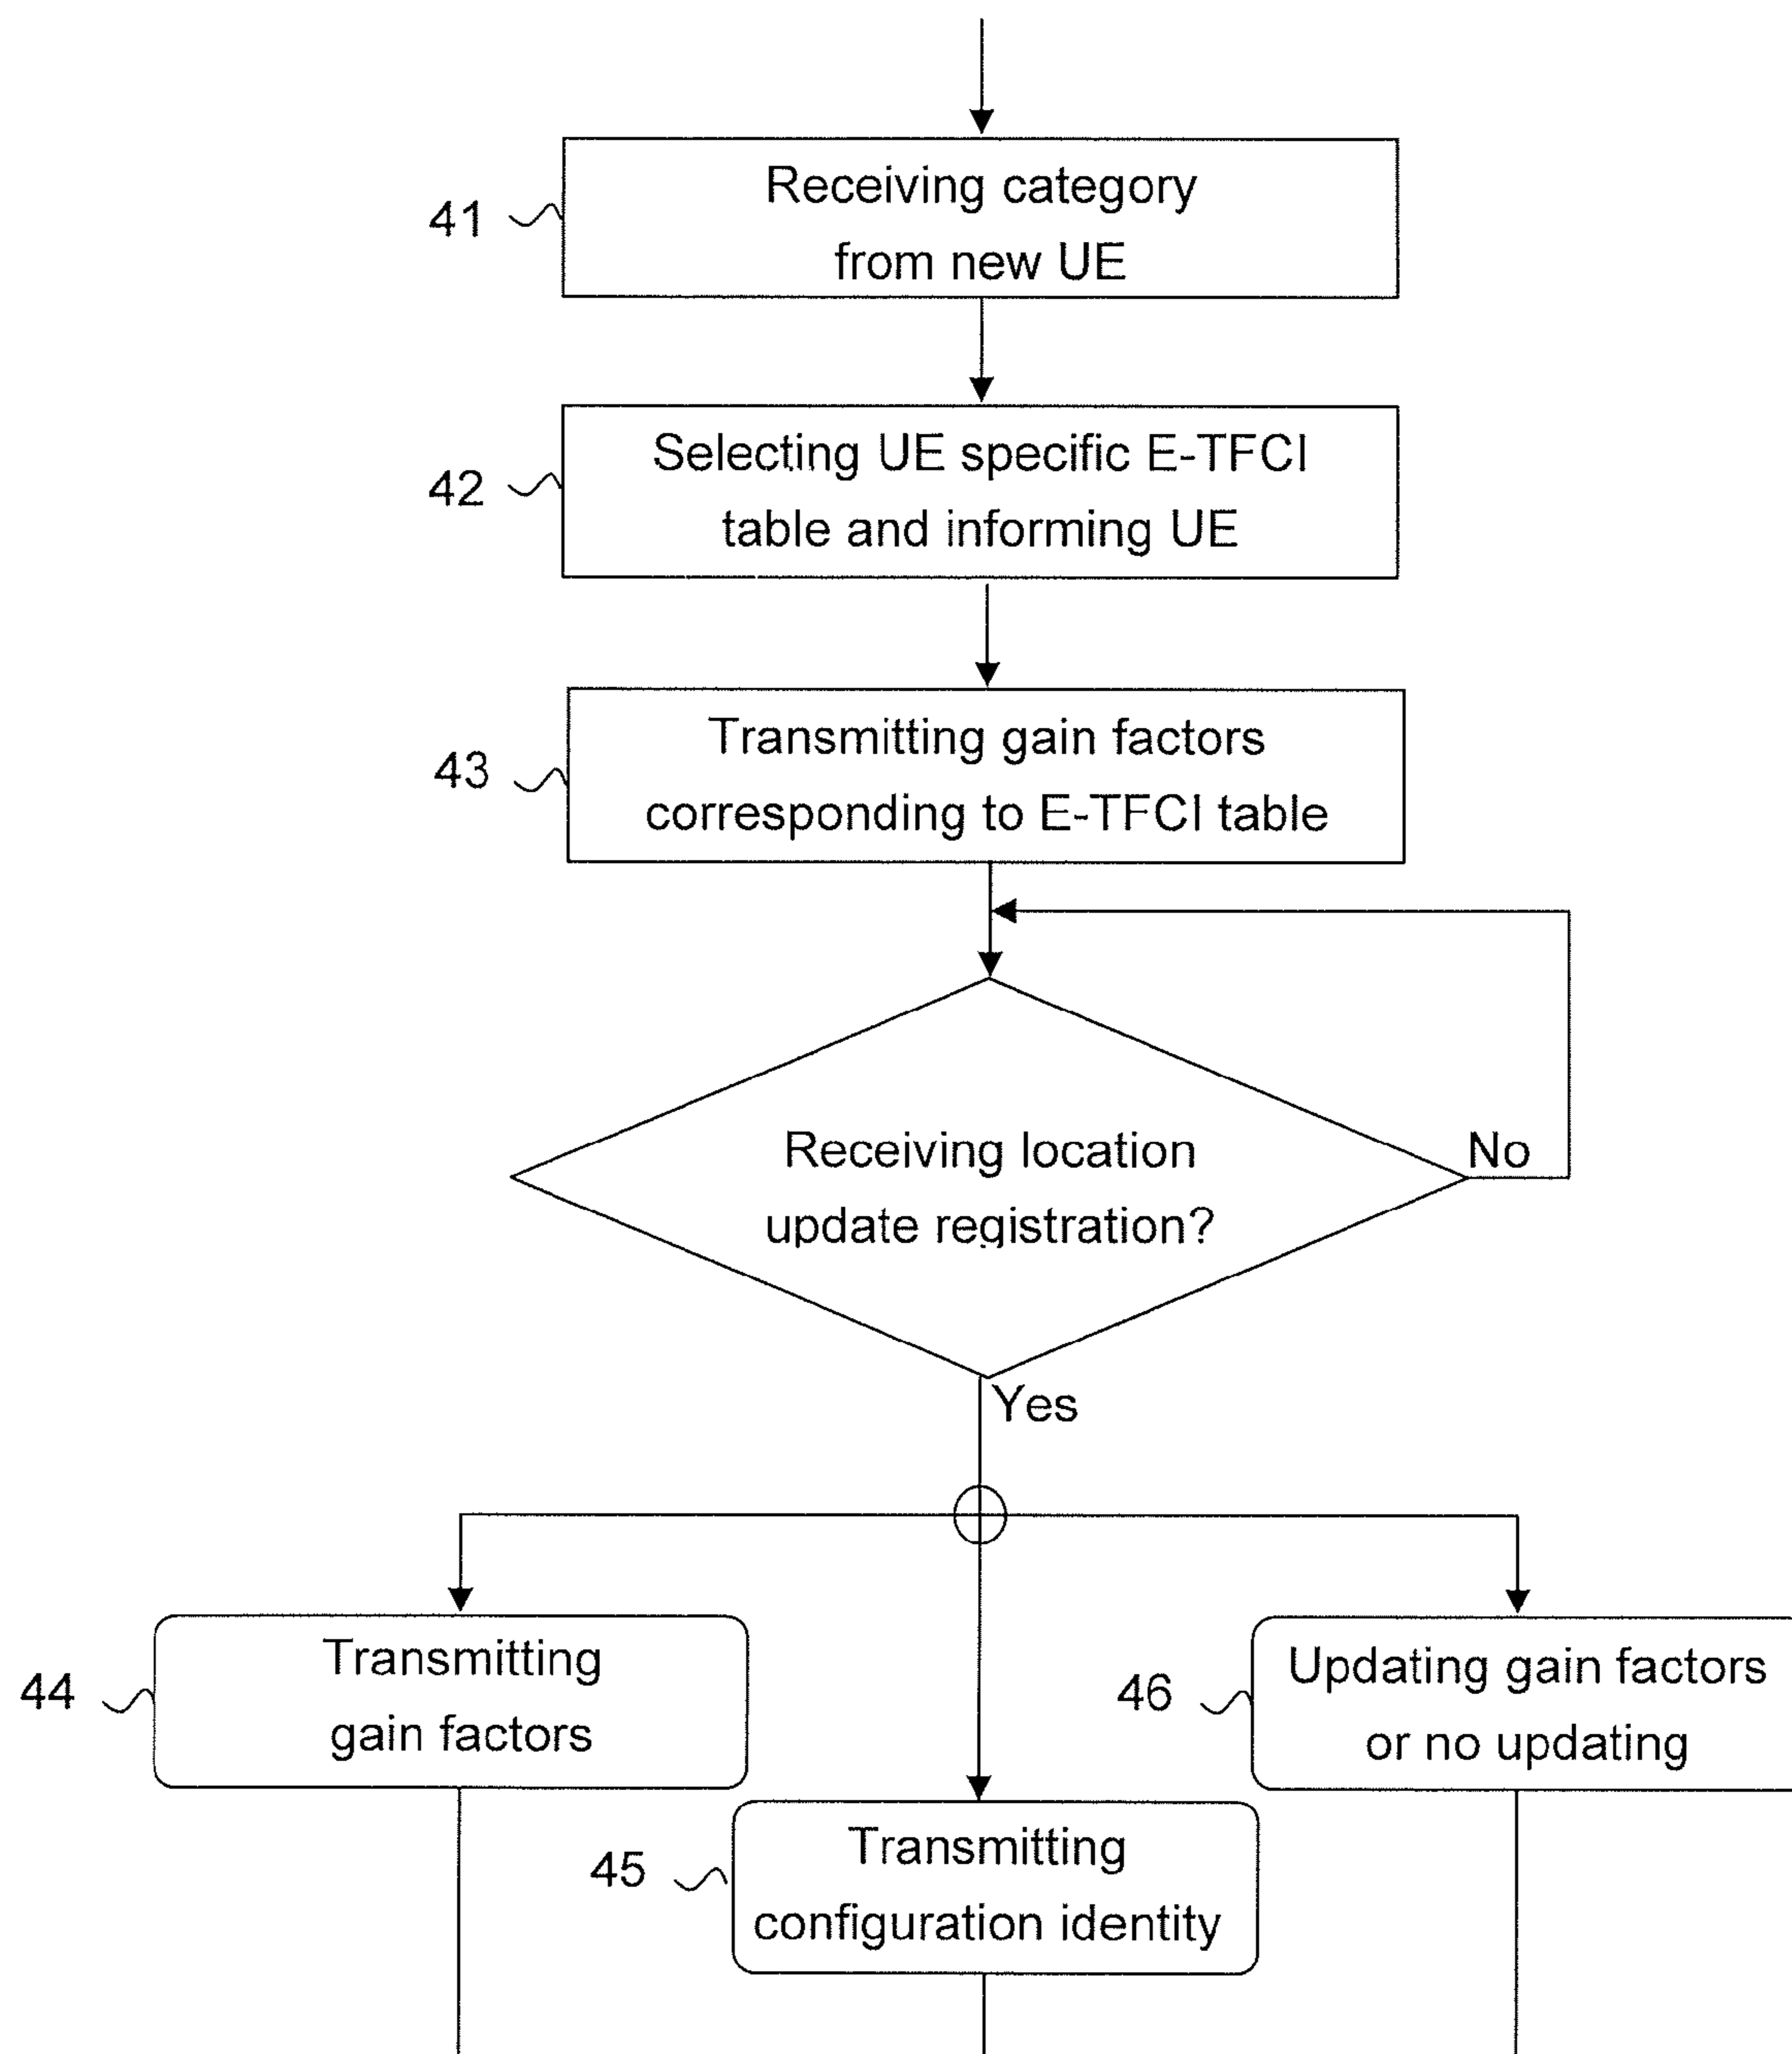 41
Receiving category
from new UE
42
Selecting UE specific E-TFCI
table and informing UE
43
Transmitting gain factors
corresponding to E-TFCI table
Receiving location
update registration?
No
Yes
44
Transmitting
gain factors
45
Transmitting
configuration identity
46
Updating gain factors
or no updating